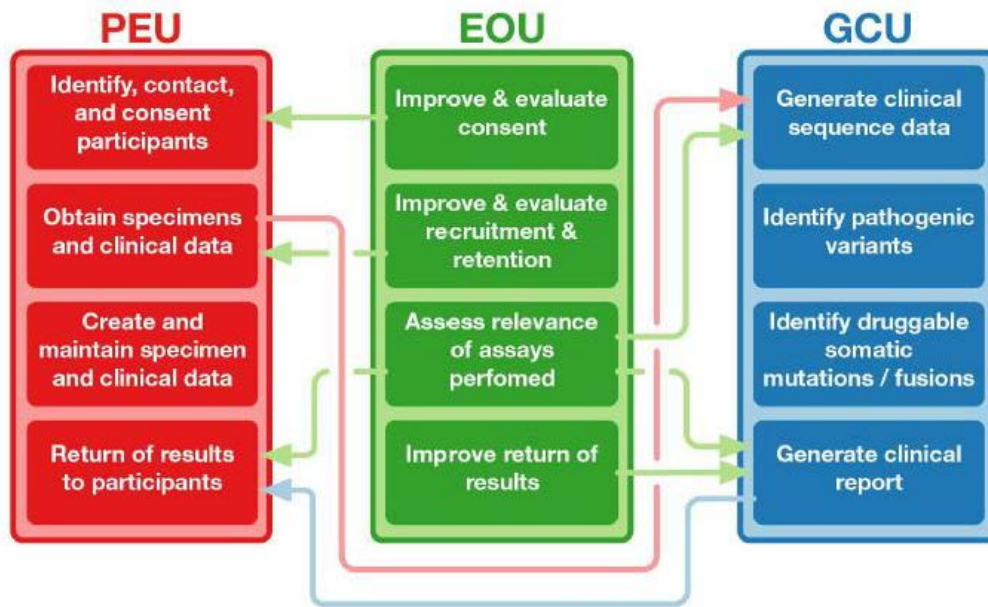 PEU
Identify, contact,
and consent
participants
Obtain specimens
and clinical data
Create and
maintain specimen
and clinical data
Return of results
to participants
EOU
Improve & evaluate
consent
Improve & evaluate
recruitment &
retention
Assess relevance
of assays
perfomed
Improve return of
results
GCU
Generate clinical
sequence data
Identify pathogenic
variants
Identify druggable
somatic
mutations / fusions
Generate clinical
report